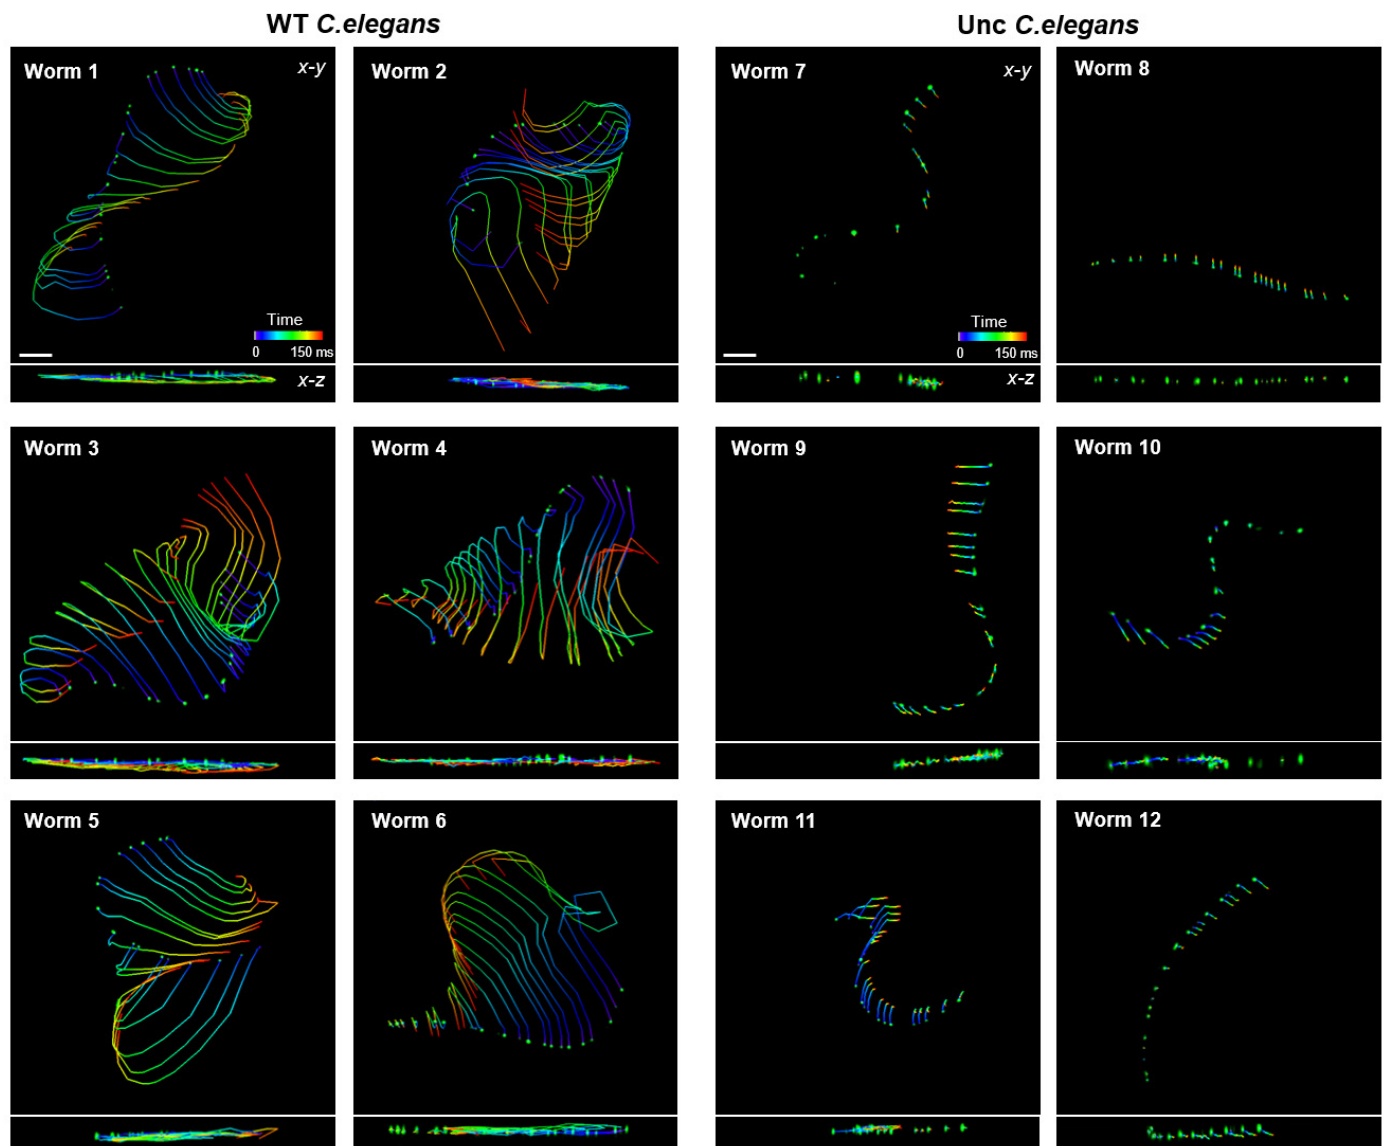 WT C.elegans
Unc C.elegans
Worm 1
x-y
Time
0 150 ms
x-z
Worm 2
Worm 7
x-y
Time
0 150 ms
x-z
Worm 8
Worm 3
Worm 4
Worm 9
Worm 10
Worm 5
Worm 6
Worm 11
Worm 12